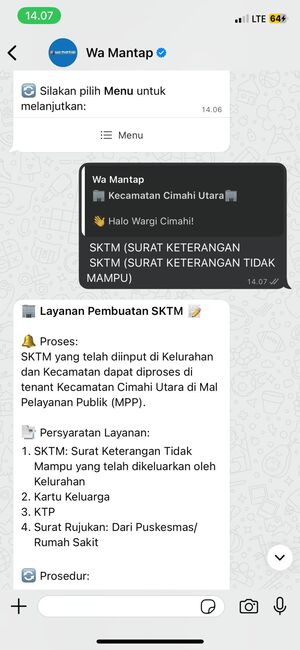 14.07
LTE 64
Wa Mantap
🔄 Silakan pilih Menu untuk
melanjutkan:
14.06
Menu
Wa Mantap
🏢 Kecamatan Cimahi Utara🏢
👋 Halo Wargi Cimahi!
SKTM (SURAT KETERANGAN
SKTM (SURAT KETERANGAN TIDAK
MAMPU)
14.07
🏢 Layanan Pembuatan SKTM 📝
🔔 Proses:
SKTM yang telah diinput di Kelurahan
dan Kecamatan dapat diproses di
tenant Kecamatan Cimahi Utara di Mal
Pelayanan Publik (MPP).
📑 Persyaratan Layanan:
1. SKTM: Surat Keterangan Tidak
Mampu yang telah dikeluarkan oleh
Kelurahan
2. Kartu Keluarga
3. KTP
4. Surat Rujukan: Dari Puskesmas/
Rumah Sakit
🔄 Prosedur: